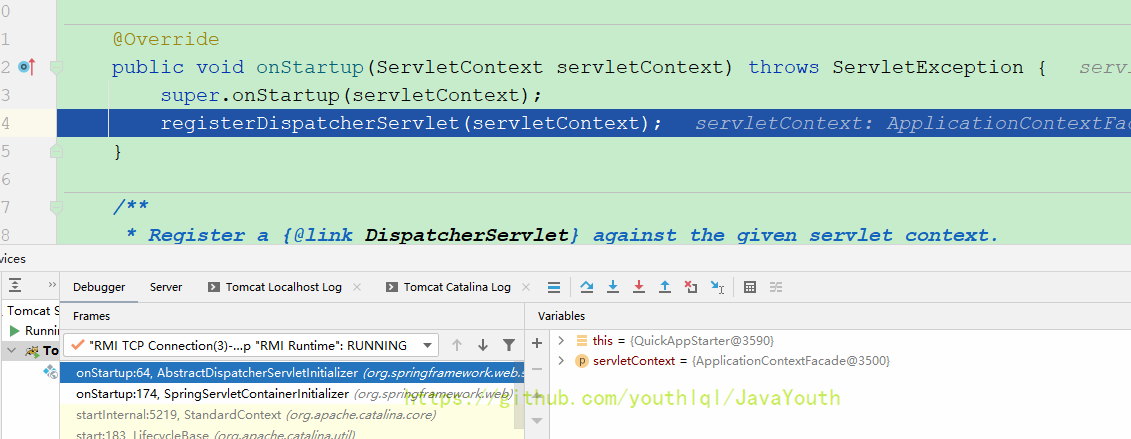 0
1 @Override
2 public void onStartup(ServletContext servletContext) throws ServletException { serv
3 super.onStartup(servletContext);
4 registerDispatcherServlet(servletContext); servletContext: ApplicationContextFac
5 }
6
7 /**
8 * Register a {@link DispatcherServlet} against the given servlet context.
vices
Debugger Server Tomcat Localhost Log Tomcat Catalina Log
Tomcat S
Frames Variables
Runnin
"RMI TCP Connection(3)-...p "RMI Runtime": RUNNING
this = {QuickAppStarter@3590}
To
servletContext = {ApplicationContextFacade@3500}
onStartup:64, AbstractDispatcherServletInitializer (org.springframework.web.s
onStartup:174, SpringServletContainerInitializer (org.springframework.web)
https://github.com/youthlql/JavaYouth
startInternal:5219, StandardContext (org.apache.catalina.core)
start:183, LifecycleBase (org.apache.catalina.util)